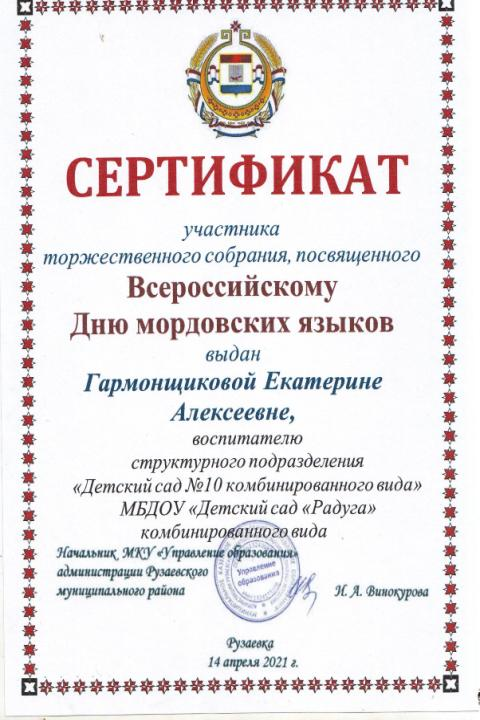 СЕРТИФИКАТ
участника
торжественного собрания, посвященного
Всероссийскому
Дню мордовских языков
выдан
Гармонщиковой Екатерине
Алексеевне,
воспитателю
структурного подразделения
«Детский сад №10 комбинированного вида»
МБДОУ «Детский сад «Радуга»
комбинированного вида
Начальник МКУ «Управление образования»
администрации Рузаевского
муниципального района
Н. А. Винокурова
Управление
образования
Рузаевка
14 апреля 2021 г.